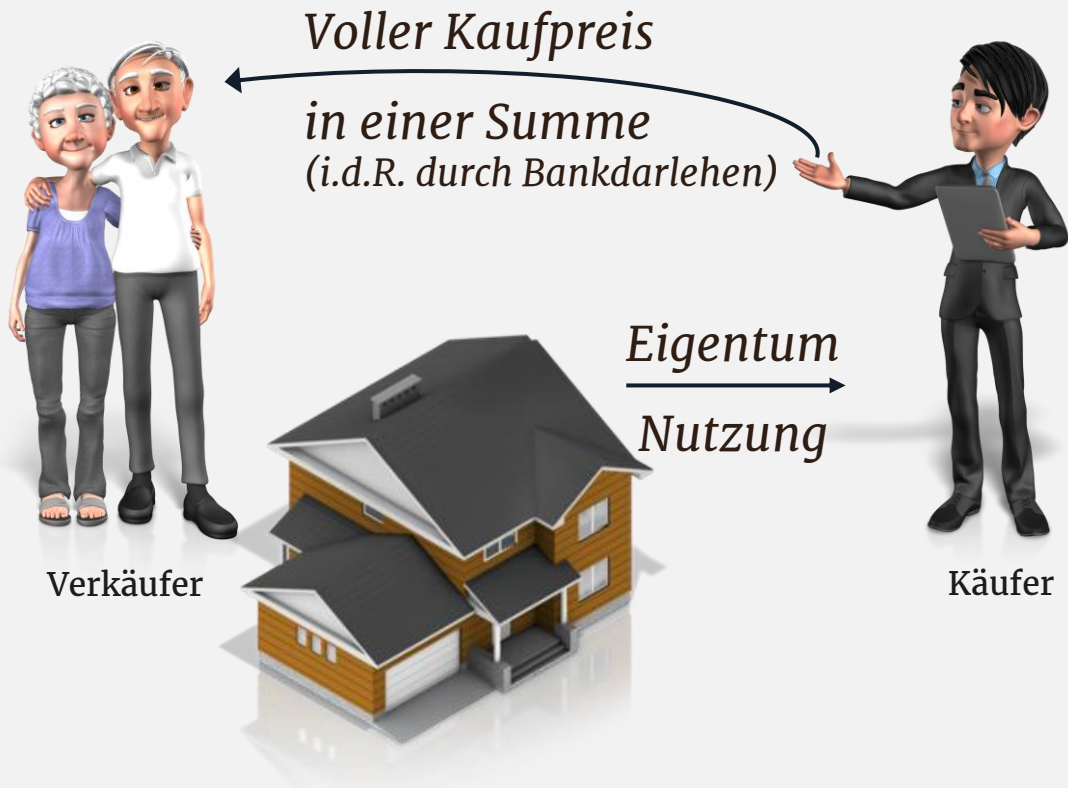 Voller Kaufpreis
in einer Summe
(i.d.R. durch Bankdarlehen)
Eigentum
Nutzung
Verkäufer
Käufer